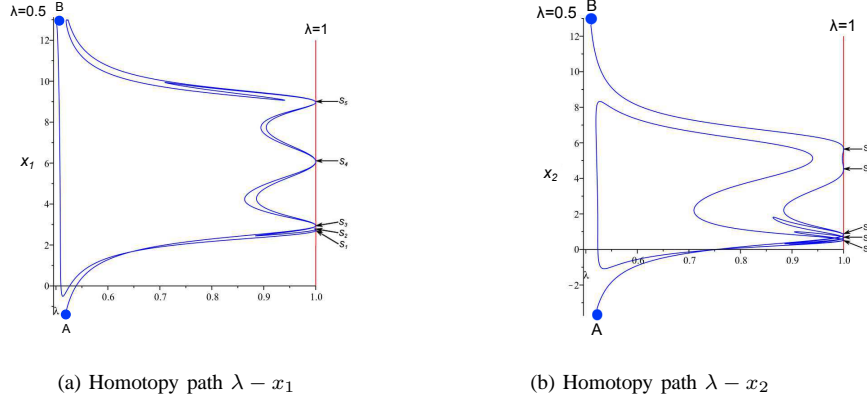 λ=0.5
B
λ=1
12
10
8
6
4
2
0
x₁
S₅
S₄
S₃
S₂
S₁
0.6
0.7
0.8
0.9
1.0
λ
A
(a) Homotopy path λ − x₁
B
λ=0.5
λ=1
12
10
8
6
4
2
0
−2
x₂
S
S
S
S
S
0.6
0.7
0.8
0.9
1.0
λ
A
(b) Homotopy path λ − x₂